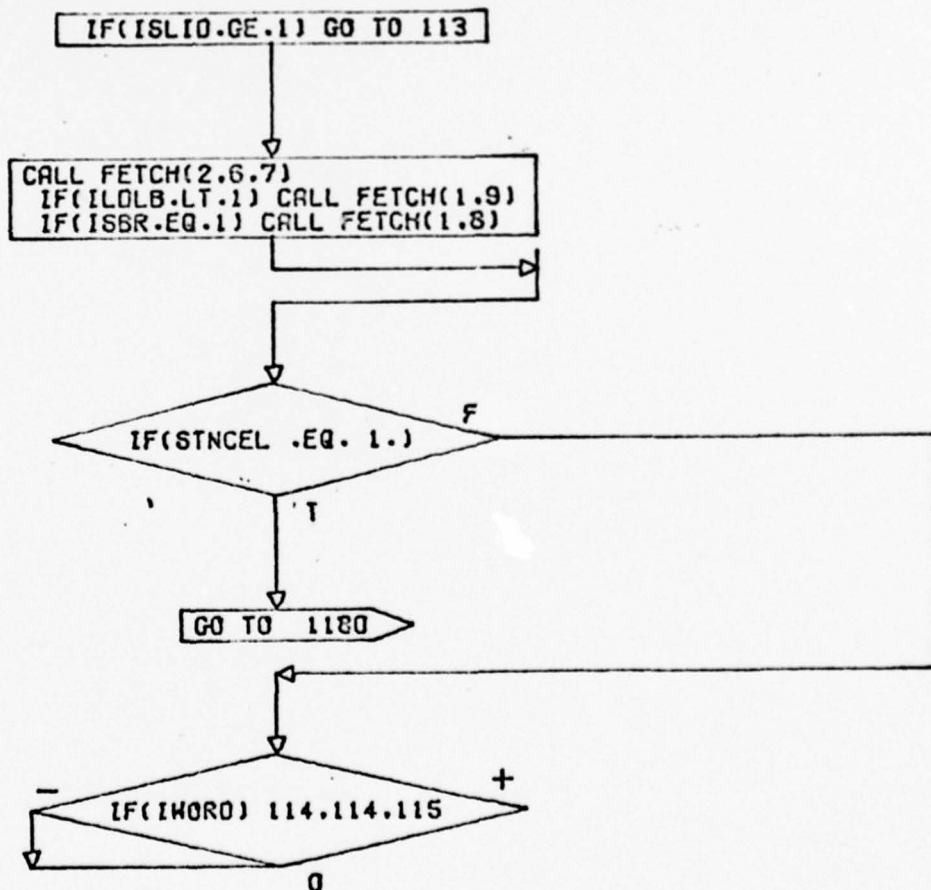 IF(ISLIO.GE.1) GO TO 113
CALL FETCH(2.6.7)
IF(ILDLB.LT.1) CALL FETCH(1.9)
IF(ISBR.EQ.1) CALL FETCH(1.8)
IF(STNCEL .EQ. 1.)
F
T
GO TO 1180
IF(IWORD) 114.114.115
-
+
0